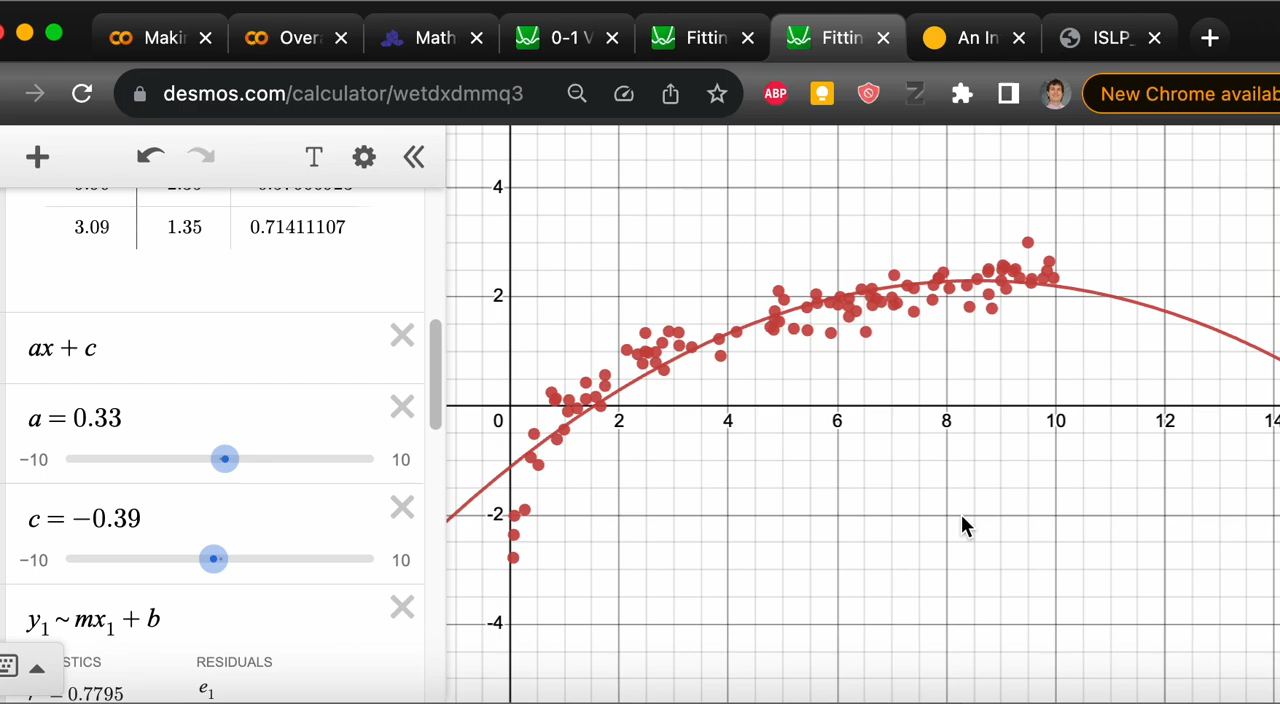 Maki
Over
Math
0-1 V
Fittin
Fittin
An In
ISLP_
desmos.com/calculator/wetdxdmmq3
ABP
Z
New Chrome availab
T
3.09 1.35 0.71411107
ax + c
a = 0.33
−10 10
c = −0.39
−10 10
y₁ ~ mx₁ + b
STICS RESIDUALS
= 0.7795 e₁
4
2
0 2 4 6 8 10 12 14
-2
-4